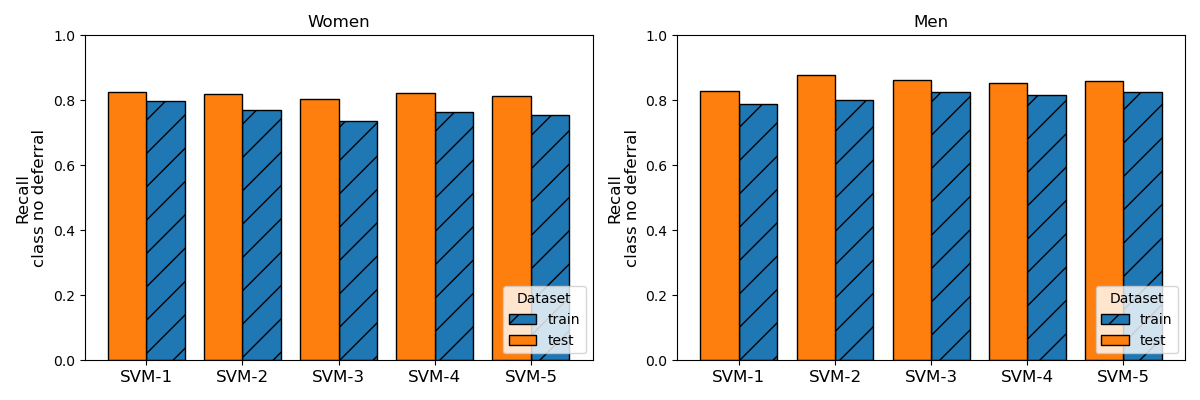 Women
Recall
class no deferral
1.0
0.8
0.6
0.4
0.2
0.0
SVM-1 SVM-2 SVM-3 SVM-4 SVM-5
Dataset
train
test
Men
Recall
class no deferral
1.0
0.8
0.6
0.4
0.2
0.0
SVM-1 SVM-2 SVM-3 SVM-4 SVM-5
Dataset
train
test